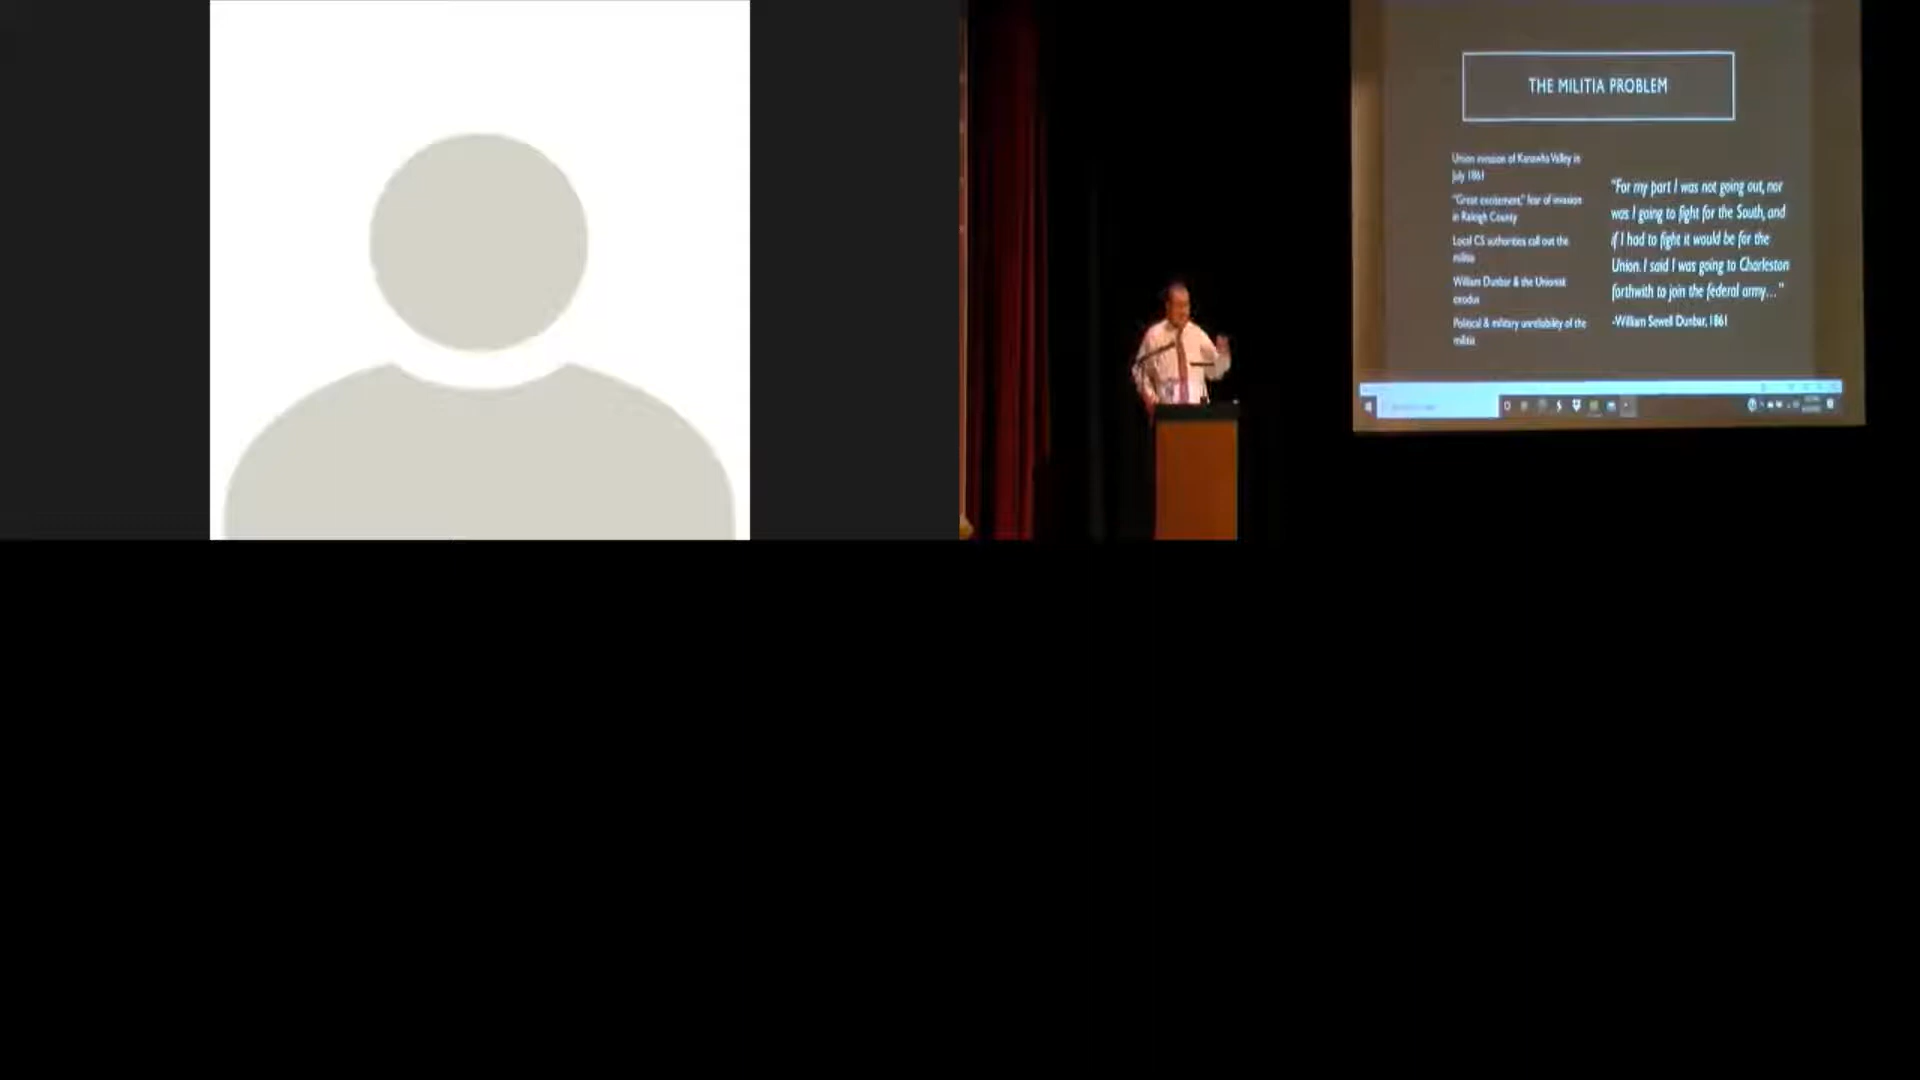 THE MILITIA PROBLEM
Union invasion of Kanawha Valley in
July 1861
"Great excitement," fear of invasion
in Raleigh County
Local CS authorities call out the
militia
William Dunbar & the Unionist
exodus
Political & military unreliability of the
militia
"For my part I was not going out, nor
was I going to fight for the South, and
if I had to fight it would be for the
Union. I said I was going to Charleston
forthwith to join the federal army..."
-William Sewell Dunbar, 1861